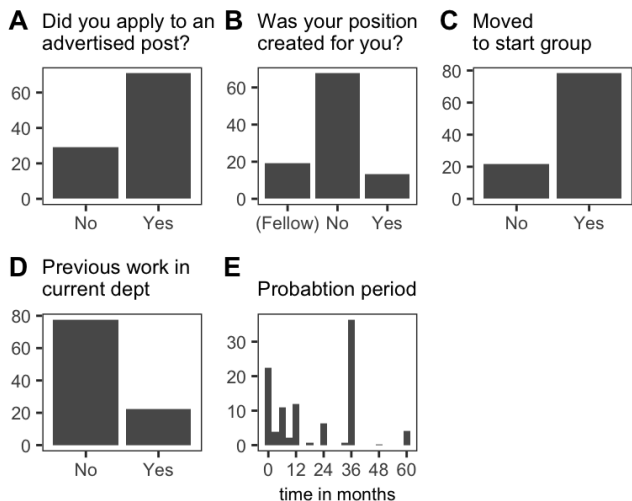 A Did you apply to an
advertised post?
60
40
20
0
No Yes
B Was your position
created for you?
60
40
20
0
(Fellow) No Yes
C Moved
to start group
80
60
40
20
0
No Yes
D Previous work in
current dept
80
60
40
20
0
No Yes
E Probabtion period
30
20
10
0
0 12 24 36 48 60
time in months